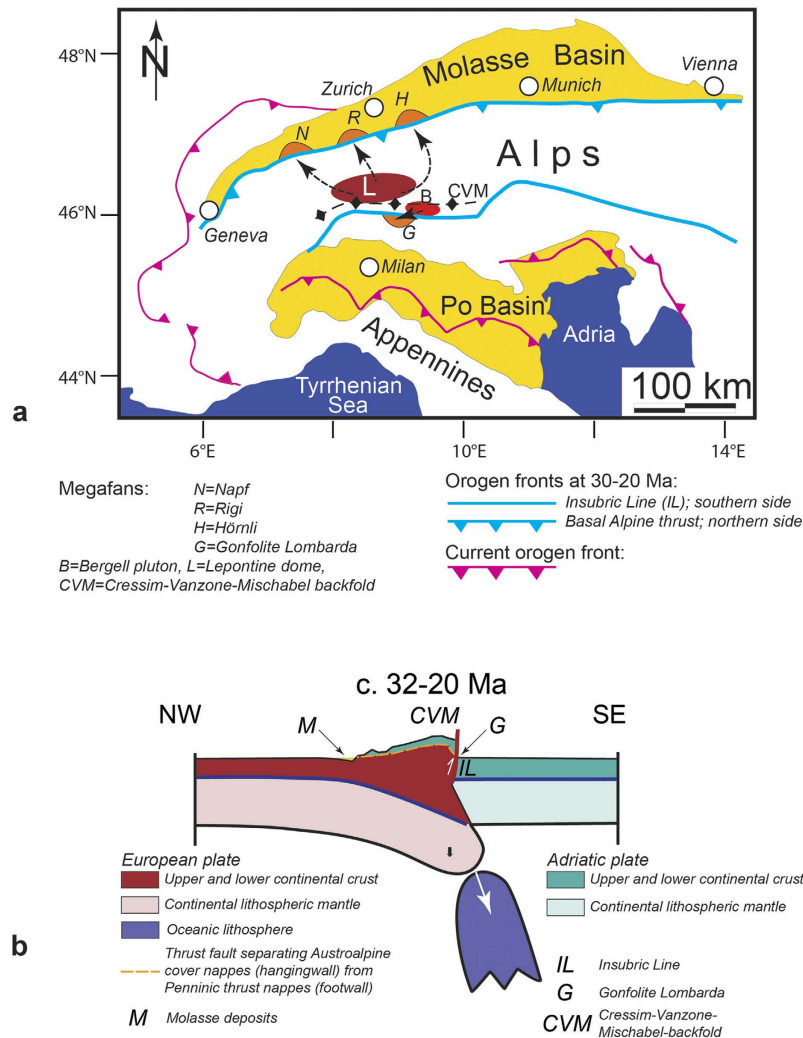 a
48°N
46°N
44°N
N
Molasse Basin
Vienna
Zurich
Munich
H
R
N
Alps
L
B
CVM
G
Geneva
Milan
Po Basin
Adria
Appennines
Tyrrhenian
Sea
100 km
6°E
10°E
14°E
Megafans:
N=Napf
R=Rigi
H=Hörnli
G=Gonfolite Lombarda
B=Bergell pluton, L=Lepontine dome,
CVM=Cressim-Vanzone-Mischabel backfold
Orogen fronts at 30-20 Ma:
Insubric Line (IL); southern side
Basal Alpine thrust; northern side
Current orogen front:
b
c. 32-20 Ma
NW
M
CVM
G
SE
IL
European plate
Upper and lower continental crust
Continental lithospheric mantle
Oceanic lithosphere
Thrust fault separating Austroalpine
cover nappes (hangingwall) from
Penninic thrust nappes (footwall)
M Molasse deposits
Adriatic plate
Upper and lower continental crust
Continental lithospheric mantle
IL Insubric Line
G Gonfolite Lombarda
CVM Cressim-Vanzone-
Mischabel-backfold